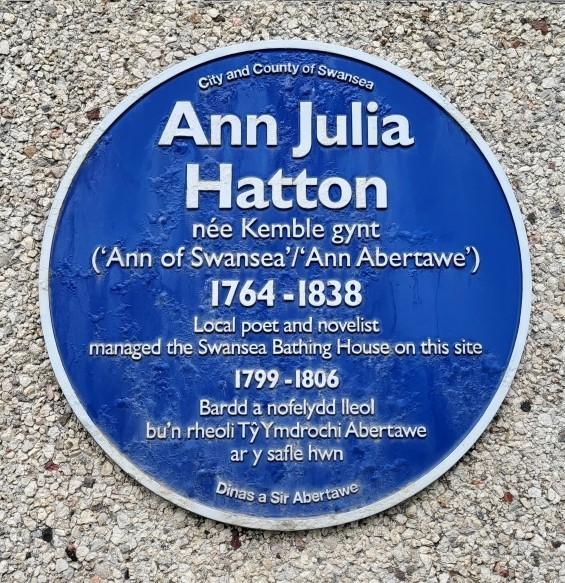 City and County of Swansea
Ann Julia
Hatton
née Kemble gynt
('Ann of Swansea'/'Ann Abertawe')
1764 -1838
Local poet and novelist
managed the Swansea Bathing House on this site
1799 -1806
Bardd a nofelydd lleol
bu'n rheoli Tŷ Ymdrochi Abertawe
ar y safle hwn
Dinas a Sir Abertawe